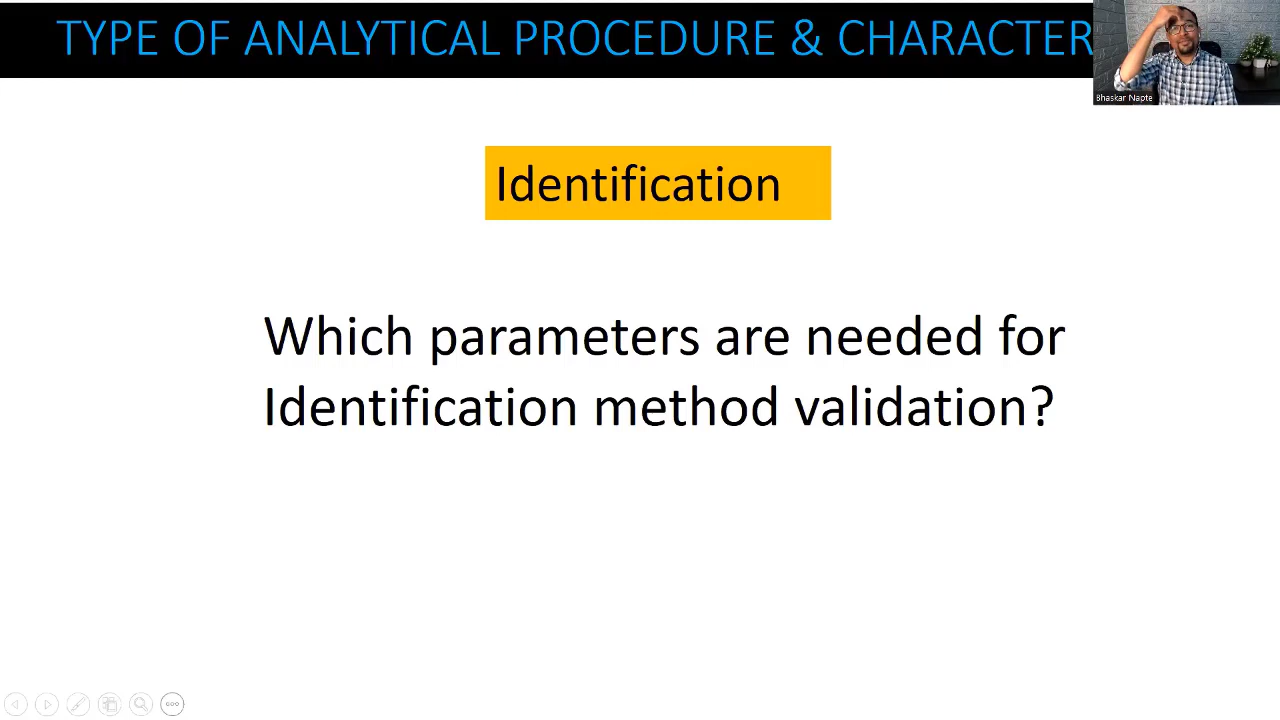 TYPE OF ANALYTICAL PROCEDURE & CHARACTER
Bhaskar Napte
Identification
Which parameters are needed for
Identification method validation?